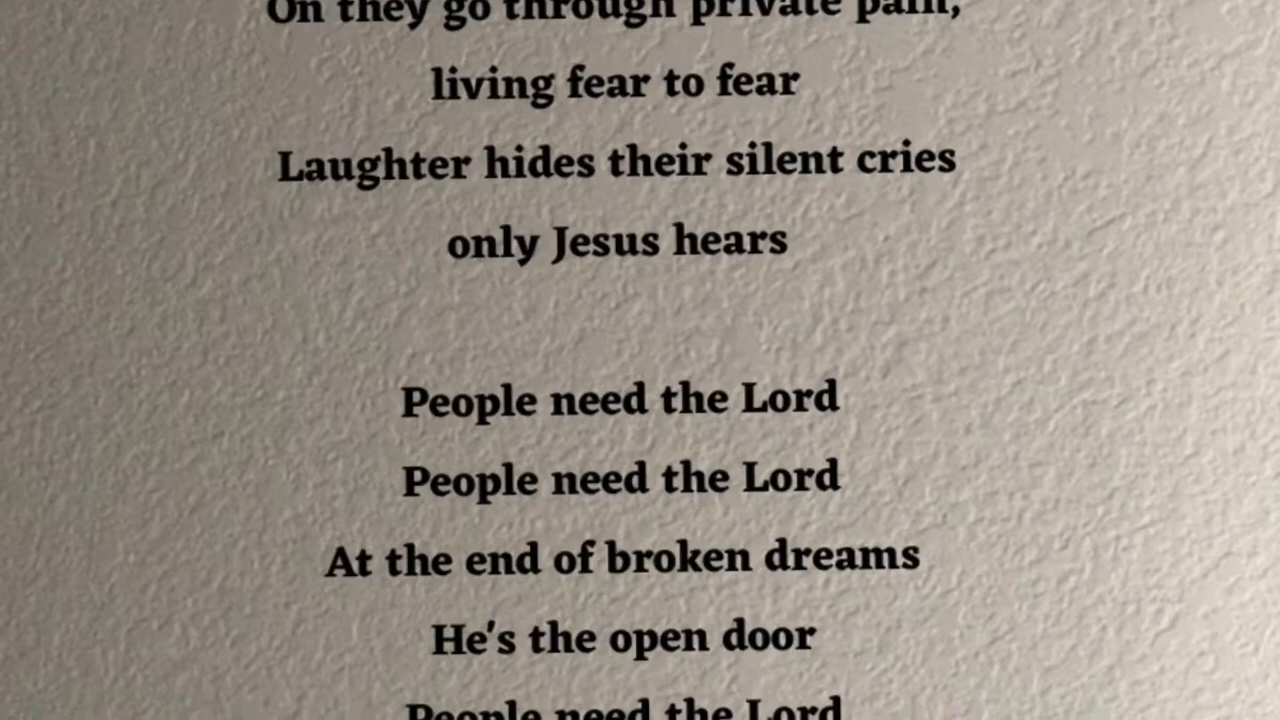 On they go through private pain,
living fear to fear
Laughter hides their silent cries
only Jesus hears
People need the Lord
People need the Lord
At the end of broken dreams
He's the open door
People need the Lord